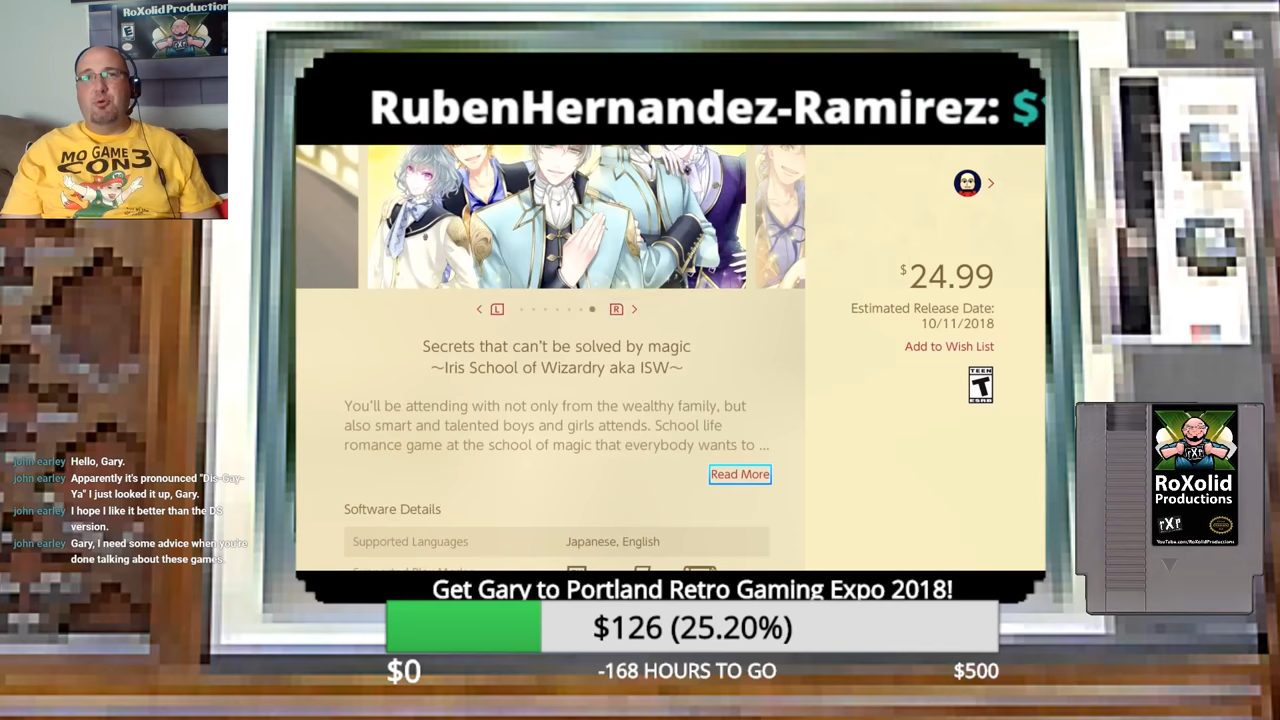 RoXolid Production
MO GAME
CON3
RubenHernandez-Ramirez: $
L
R
$24.99
Estimated Release Date:
10/11/2018
Add to Wish List
TEEN
T
ESRB
Secrets that can't be solved by magic
~Iris School of Wizardry aka ISW~
You'll be attending with not only from the wealthy family, but
also smart and talented boys and girls attends. School life
romance game at the school of magic that everybody wants to ...
Read More
Software Details
Supported Languages Japanese, English
john earley Hello, Gary.
john earley Apparently it's pronounced "Dis-Gay-
Ya" I just looked it up, Gary.
john earley I hope I like it better than the DS
version.
john earley Gary, I need some advice when you're
done talking about these games.
rXr
RoXolid
Productions
rXr
YouTube.com/RoXolidProductions
Get Gary to Portland Retro Gaming Expo 2018!
$126 (25.20%)
$0
-168 HOURS TO GO
$500